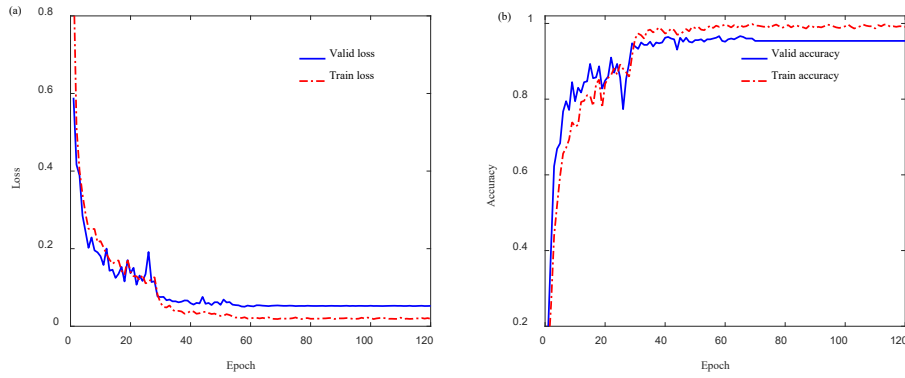 (a)
0.8
0.6
0.4
0.2
0
Loss
Valid loss
Train loss
0 20 40 60 80 100 120
Epoch
(b)
1
0.8
0.6
0.4
0.2
Accuracy
Valid accuracy
Train accuracy
0 20 40 60 80 100 120
Epoch